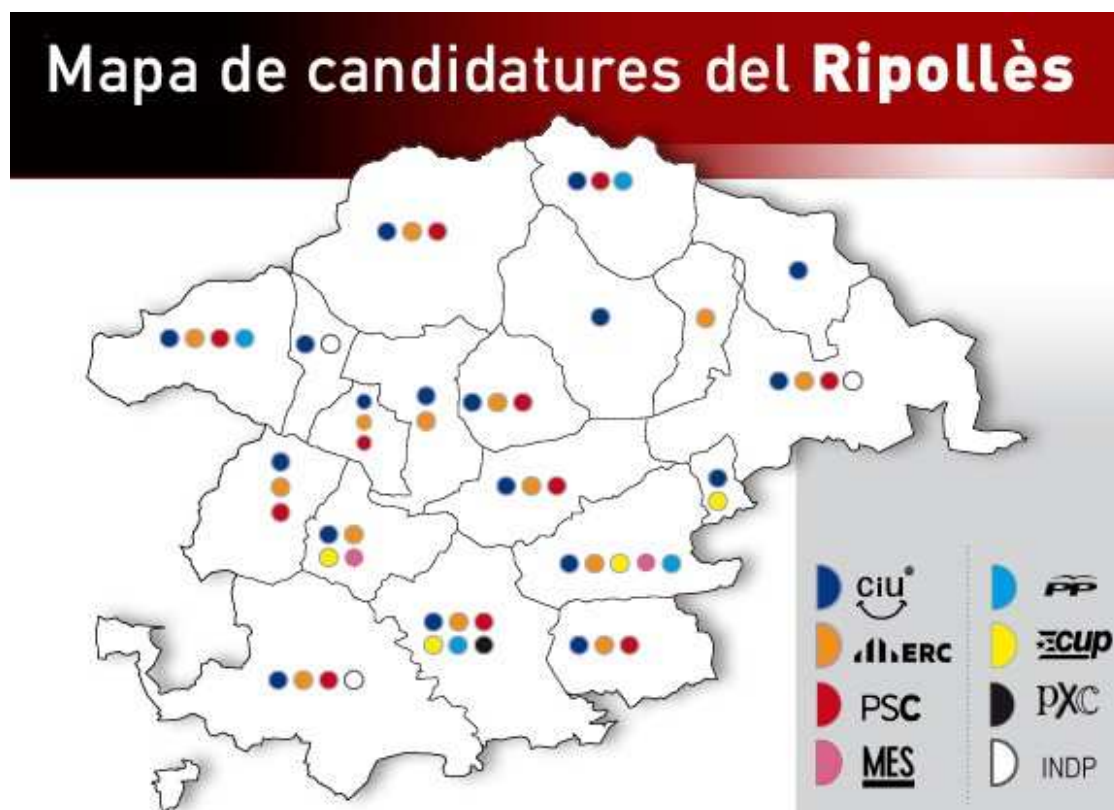 Mapa de candidatures del Ripollès
ciu
ERC
PSC
MES
PP
cup
PXC
INDP